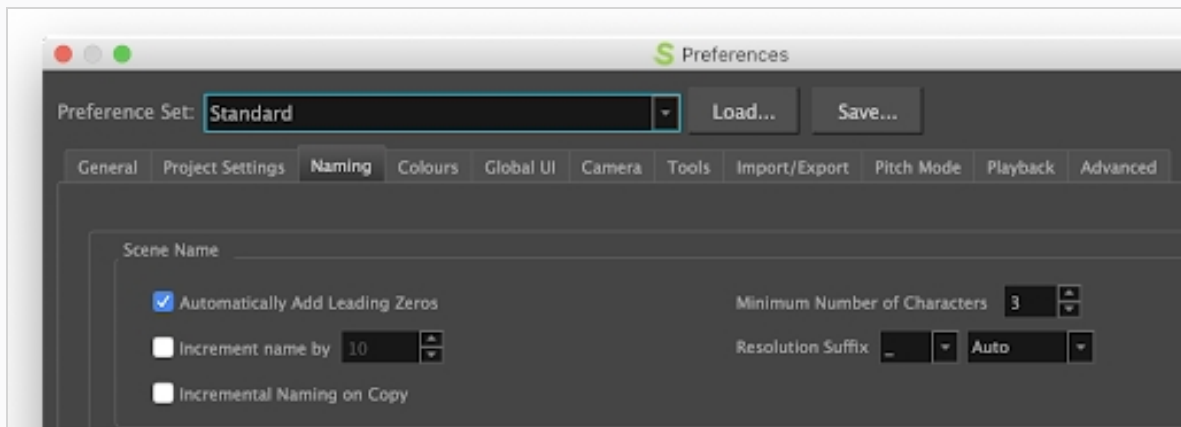 Preferences
Preference Set: Standard Load... Save...
General Project Settings Naming Colours Global UI Camera Tools Import/Export Pitch Mode Playback Advanced
Scene Name
Automatically Add Leading Zeros Minimum Number of Characters 3
Increment name by 10 Resolution Suffix _ Auto
Incremental Naming on Copy